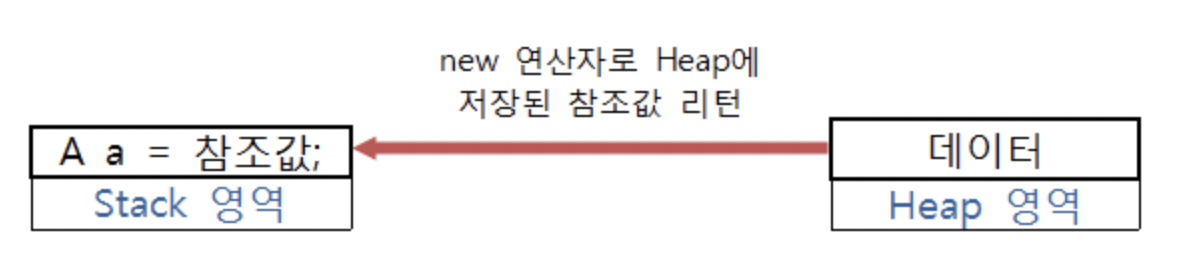 new 연산자로 Heap에
저장된 참조값 리턴
A a = 참조값;
데이터
Stack 영역
Heap 영역